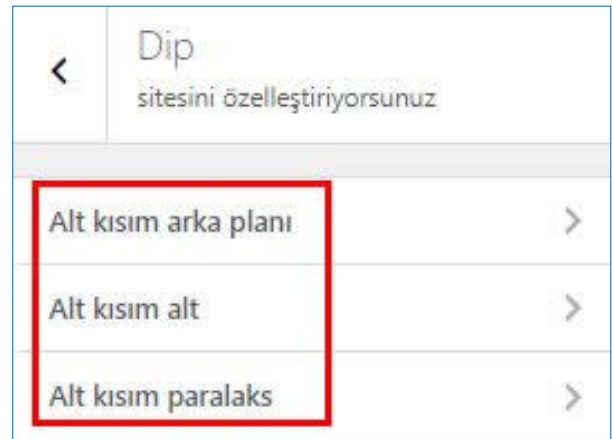 Dip
sitesini özelleştiriyorsunuz
Alt kısım arka planı
Alt kısım alt
Alt kısım paralaks